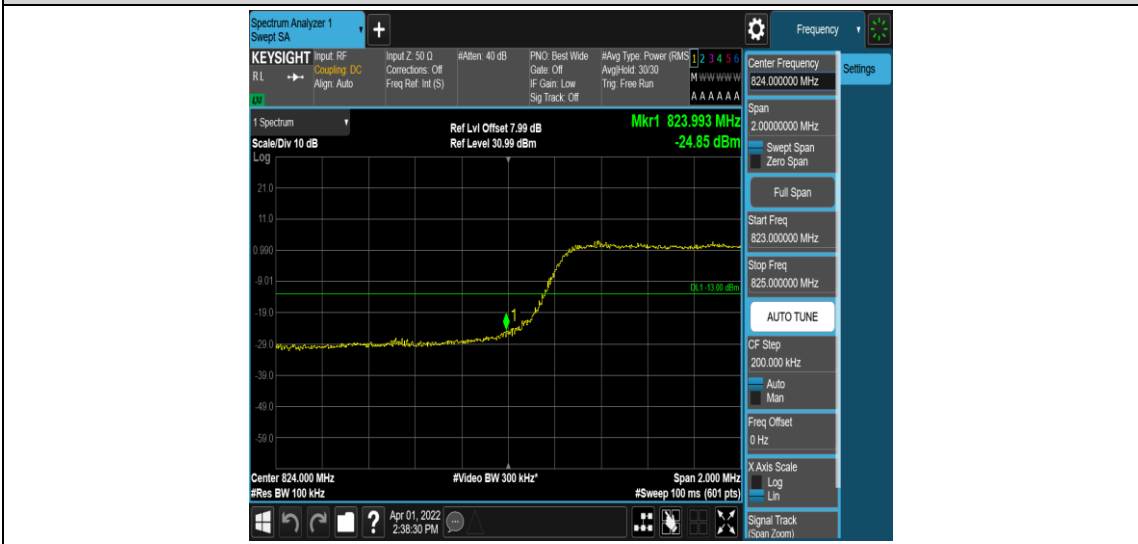 Spectrum Analyzer 1
Swept SA
Frequency
KEYSIGHT
Input: RF
Input Z: 50 Ω
#Atten: 40 dB
PNO: Best Wide
#Avg Type: Power (RMS
1 2 3 4 5 6
R L
Coupling: DC
Corrections: Off
Gate: Off
Avg|Hold: 30/30
M W W W W W
Align: Auto
Freq Ref: Int (S)
IF Gain: Low
Trig: Free Run
Sig Track: Off
A A A A A A
LXI
1 Spectrum
Ref Lvl Offset 7.99 dB
Mkr1 823.993 MHz
Scale/Div 10 dB
Ref Level 30.99 dBm
-24.85 dBm
Log
21.0
11.0
0.990
-9.01
DL1 -13.00 dBm
-19.0
1
-29.0
-39.0
-49.0
-59.0
Center 824.000 MHz
#Video BW 300 kHz*
Span 2.000 MHz
#Res BW 100 kHz
#Sweep 100 ms (601 pts)
?
Apr 01, 2022
2:38:30 PM
Center Frequency
824.000000 MHz
Settings
Span
2.00000000 MHz
Swept Span
Zero Span
Full Span
Start Freq
823.000000 MHz
Stop Freq
825.000000 MHz
AUTO TUNE
CF Step
200.000 kHz
Auto
Man
Freq Offset
0 Hz
X Axis Scale
Log
Lin
Signal Track
(Span Zoom)